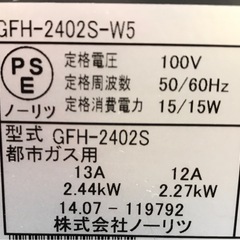 GFH-2402S-W5
PSE
ノーリツ
定格電圧 100V
定格周波数 50/60Hz
定格消費電力 15/15W
型式 GFH-2402S
都市ガス用
13A 12A
2.44kW 2.27kW
14.07-119792
株式会社ノーリツ